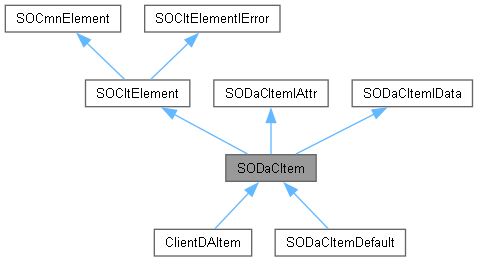 SOCmnElement
SOCltElementIError
SOCltElement
SODaCItemIAttr
SODaCItemIData
SODaCItem
ClientDAItem
SODaCItemDefault